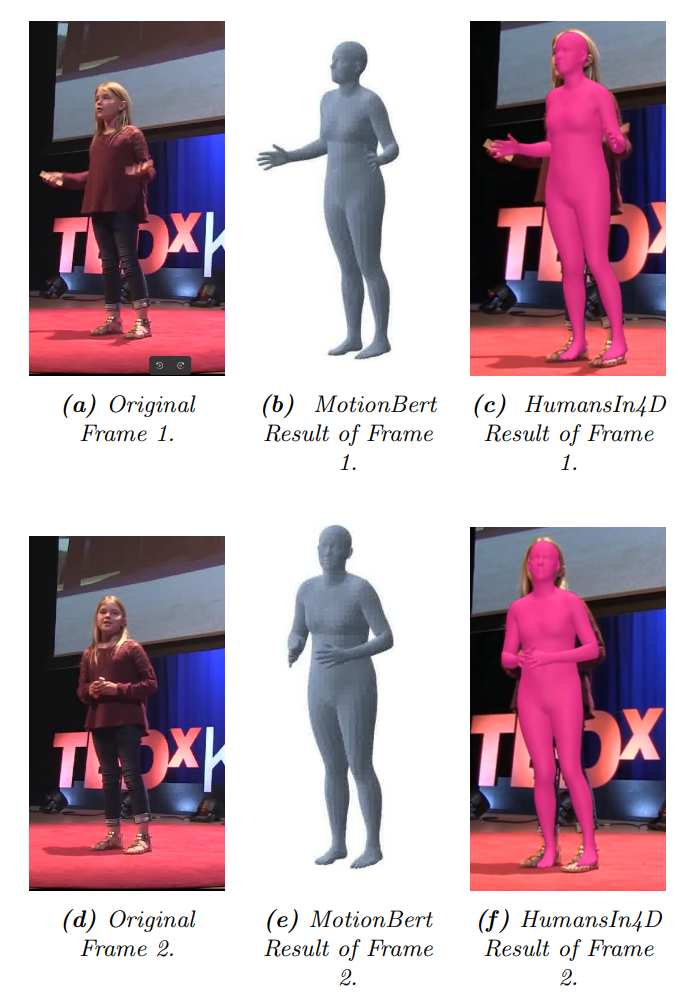 TEDxK
TEDx
(a) Original
Frame 1.
(b) MotionBert
Result of Frame
1.
(c) HumansIn4D
Result of Frame
1.
TEDxK
TEDx
(d) Original
Frame 2.
(e) MotionBert
Result of Frame
2.
(f) HumansIn4D
Result of Frame
2.